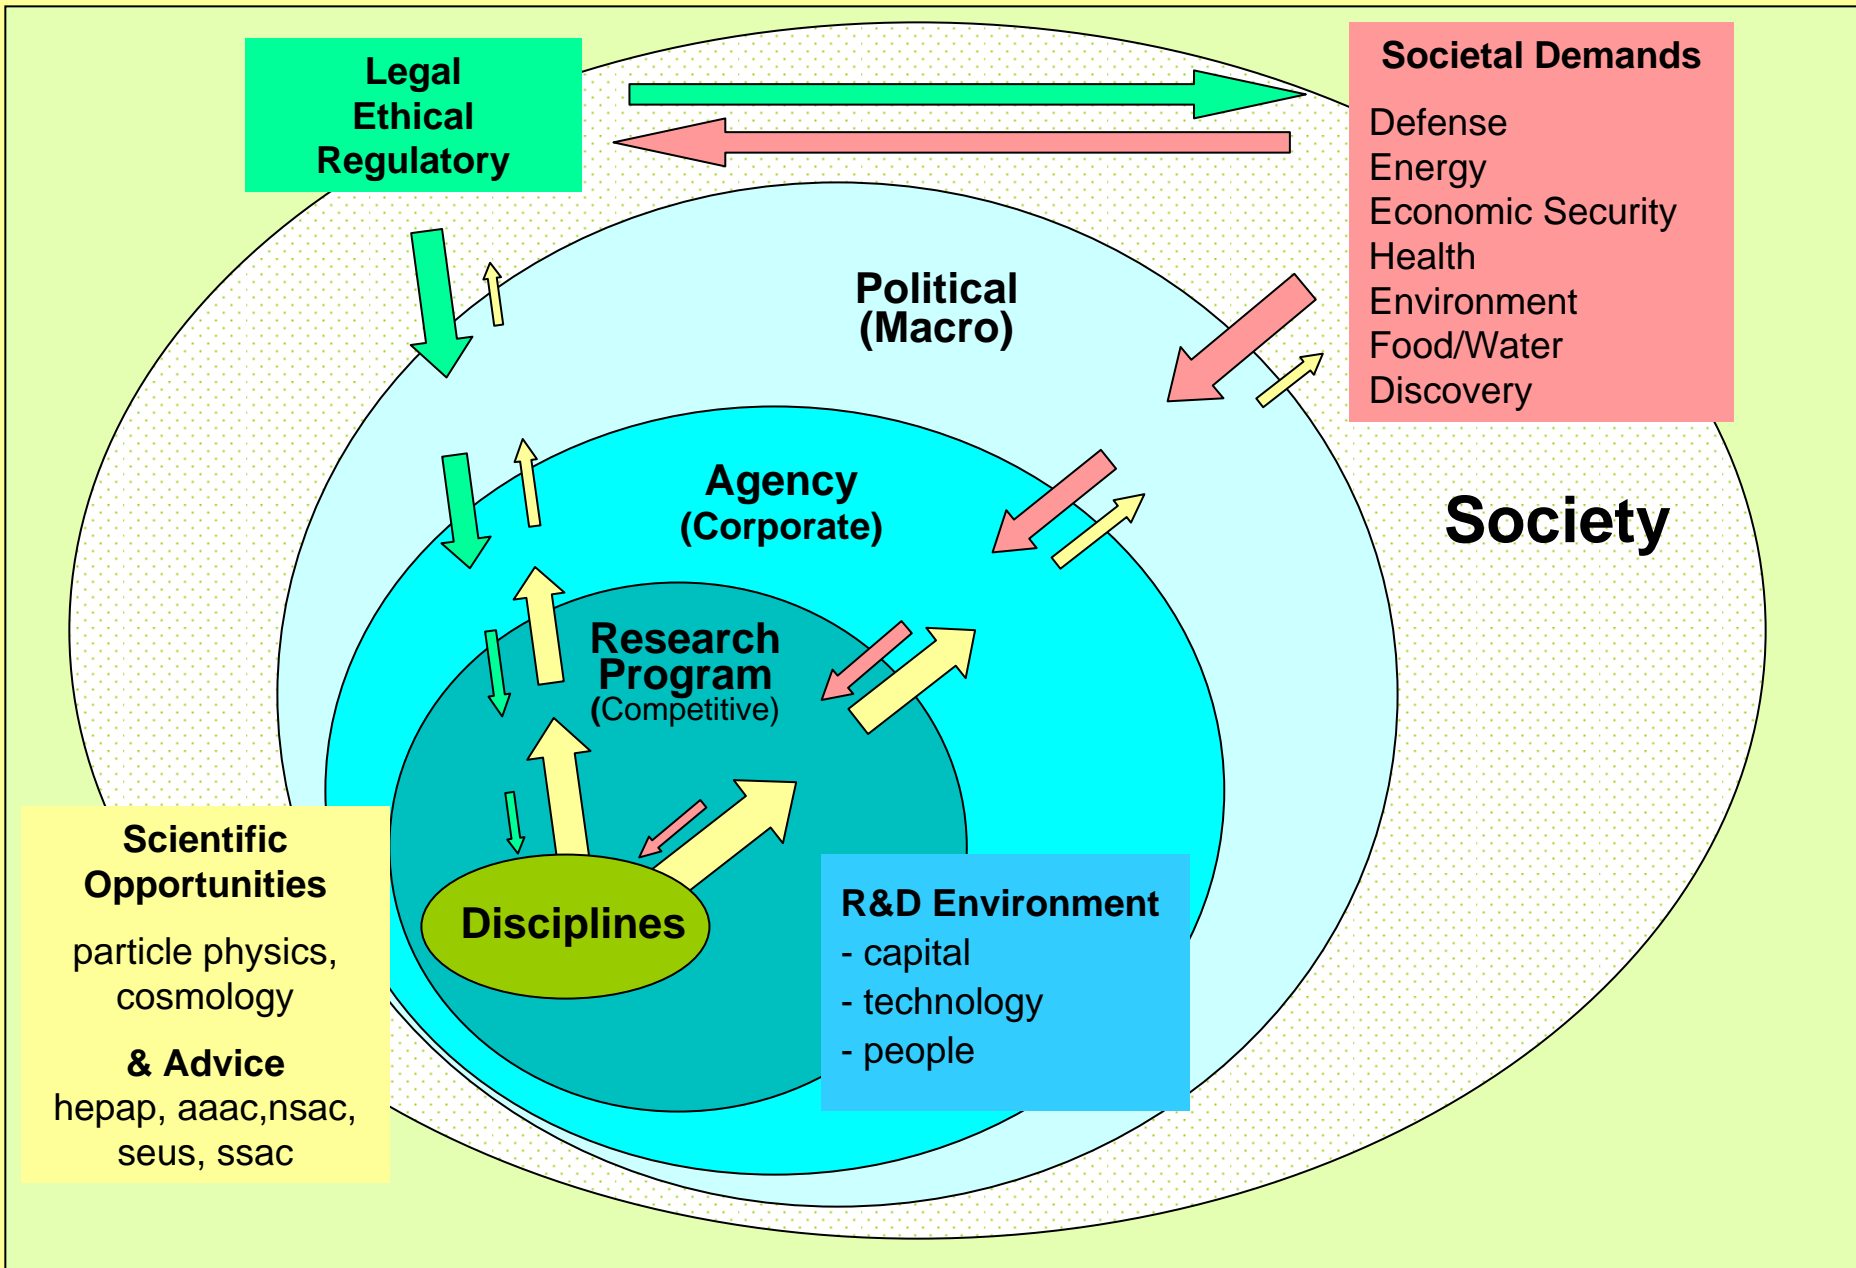 Legal
Ethical
Regulatory
Societal Demands
Defense
Energy
Economic Security
Health
Environment
Food/Water
Discovery
Political
(Macro)
Agency
(Corporate)
Society
Research
Program
(Competitive)
Disciplines
Scientific
Opportunities
particle physics,
cosmology
& Advice
hepap, aaac,nsac,
seus, ssac
R&D Environment
- capital
- technology
- people